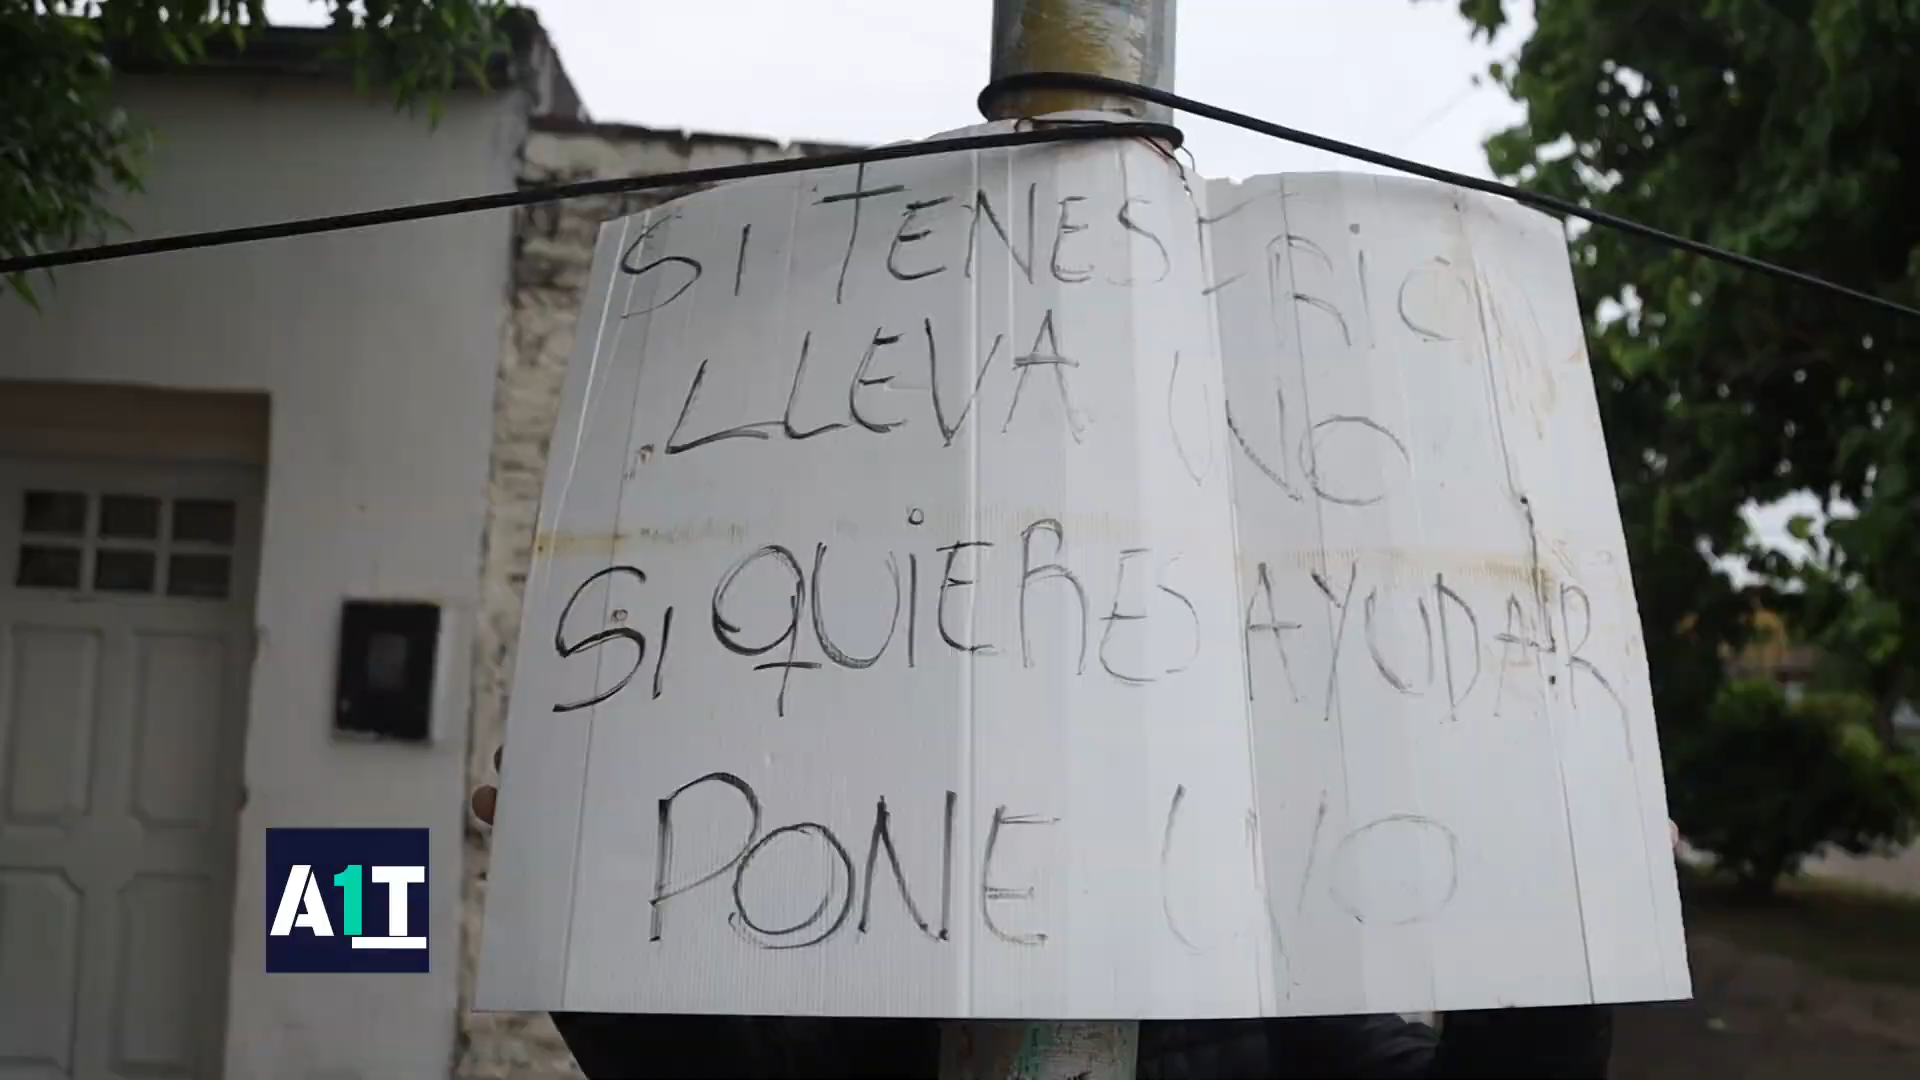 SI TENES FRIO
LLEVA UNO
SI QUIERES AYUDAR
PONE UNO
A1T